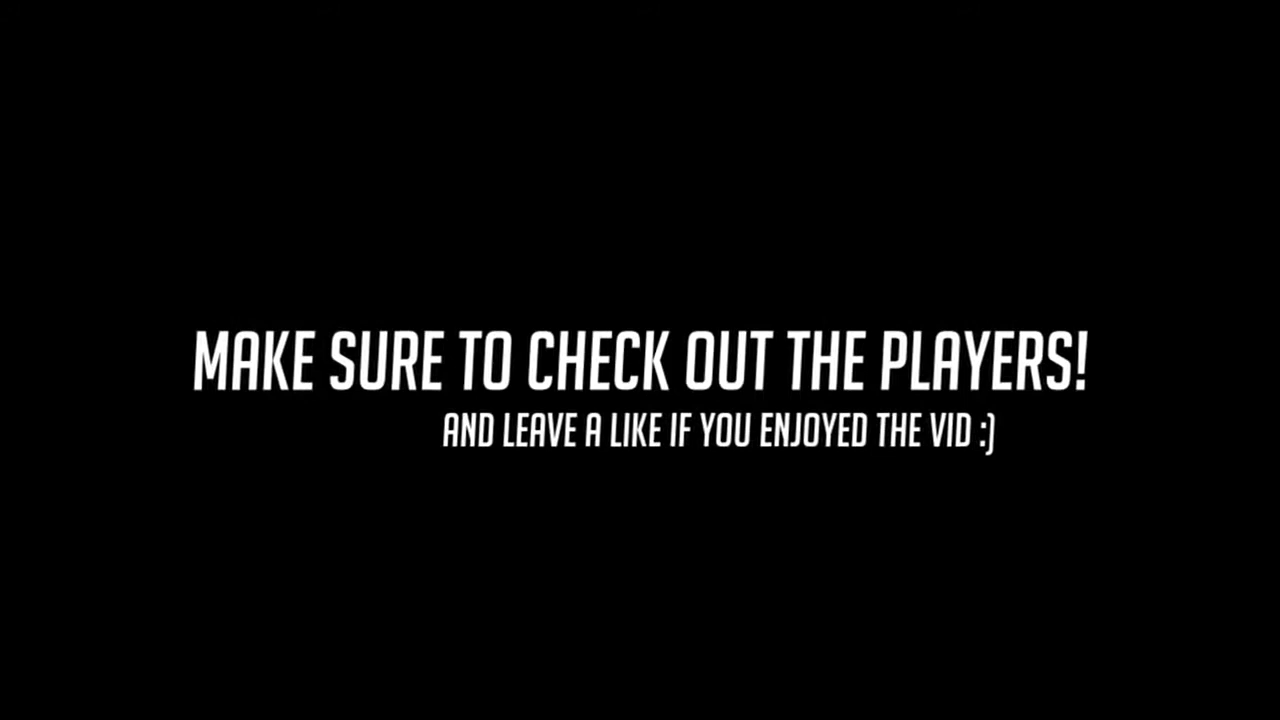 MAKE SURE TO CHECK OUT THE PLAYERS!
AND LEAVE A LIKE IF YOU ENJOYED THE VID :)